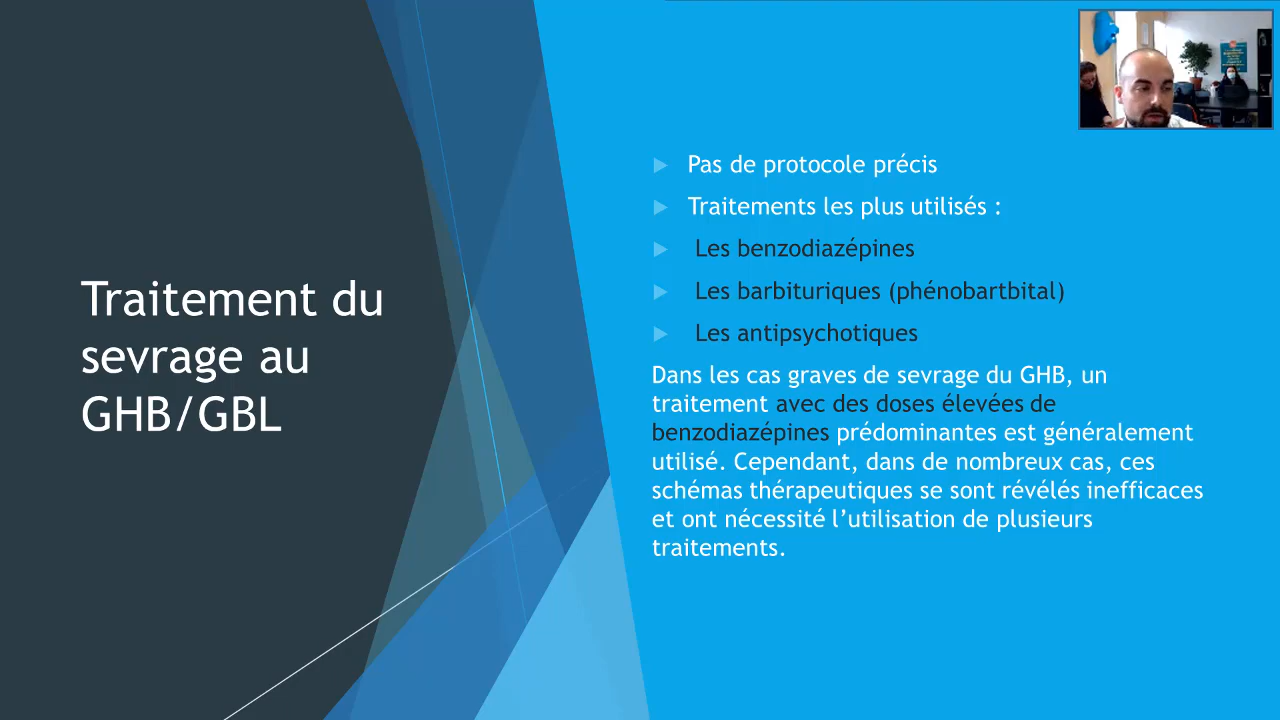 Traitement du
sevrage au
GHB/GBL
Pas de protocole précis
Traitements les plus utilisés :
Les benzodiazépines
Les barbituriques (phénobartbital)
Les antipsychotiques
Dans les cas graves de sevrage du GHB, un
traitement avec des doses élevées de
benzodiazépines prédominantes est généralement
utilisé. Cependant, dans de nombreux cas, ces
schémas thérapeutiques se sont révélés inefficaces
et ont nécessité l’utilisation de plusieurs
traitements.